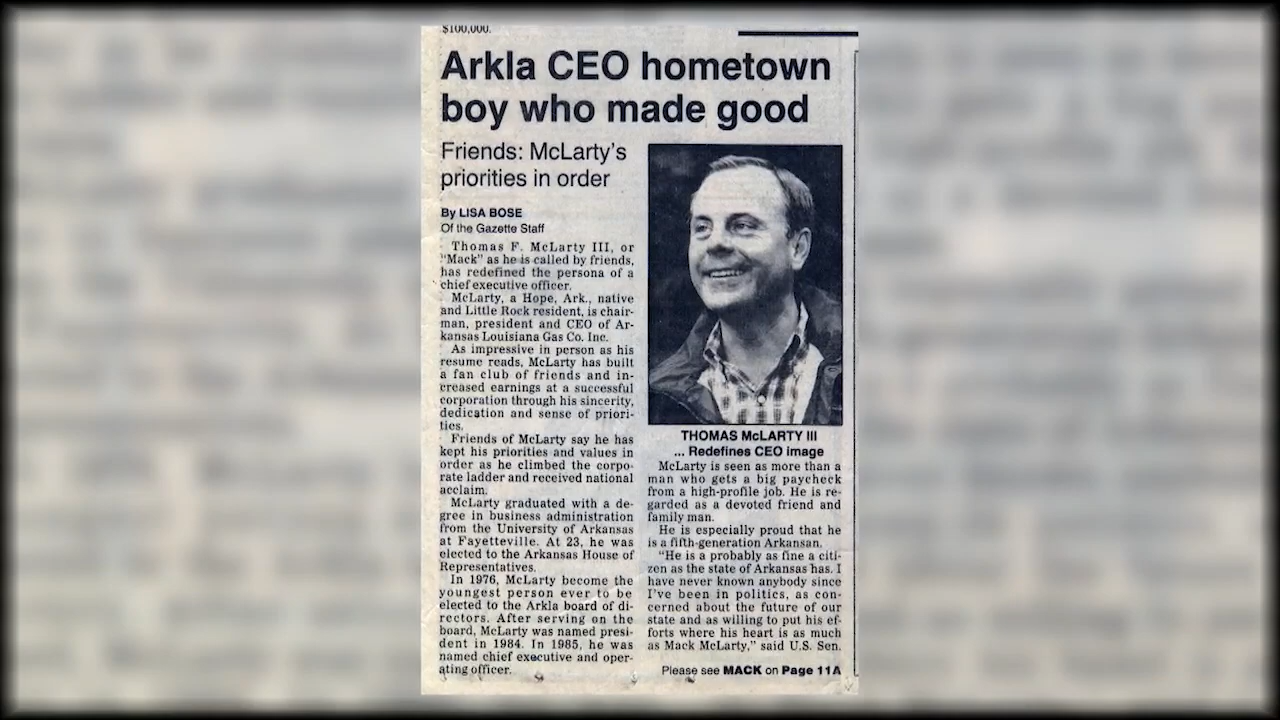 $100,000.
Arkla CEO hometown
boy who made good
Friends: McLarty's
priorities in order
By LISA BOSE
Of the Gazette Staff
Thomas F. McLarty III, or
"Mack" as he is called by friends,
has redefined the persona of a
chief executive officer.
McLarty, a Hope, Ark., native
and Little Rock resident, is chair-
man, president and CEO of Ar-
kansas Louisiana Gas Co. Inc.
As impressive in person as his
resume reads, McLarty has built
a fan club of friends and in-
creased earnings at a successful
corporation through his sincerity,
dedication and sense of priori-
ties.
Friends of McLarty say he has
kept his priorities and values in
order as he climbed the corpo-
rate ladder and received national
acclaim.
McLarty graduated with a de-
gree in business administration
from the University of Arkansas
at Fayetteville. At 23, he was
elected to the Arkansas House of
Representatives.
In 1976, McLarty become the
youngest person ever to be
elected to the Arkla board of di-
rectors. After serving on the
board, McLarty was named presi-
dent in 1984. In 1985, he was
named chief executive and oper-
ating officer.
THOMAS McLARTY III
... Redefines CEO image
McLarty is seen as more than a
man who gets a big paycheck
from a high-profile job. He is re-
garded as a devoted friend and
family man.
He is especially proud that he
is a fifth-generation Arkansan.
"He is a probably as fine a citi-
zen as the state of Arkansas has. I
have never known anybody since
I've been in politics, as con-
cerned about the future of our
state and as willing to put his ef-
forts where his heart is as much
as Mack McLarty," said U.S. Sen.
Please see MACK on Page 11A